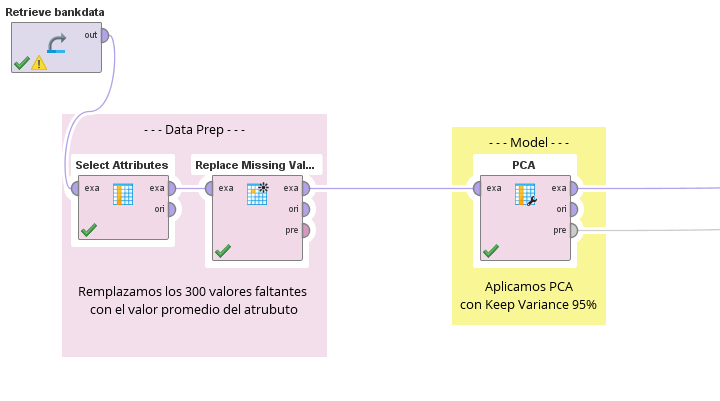 Retrieve bankdata
out
- - - Data Prep - - -
Select Attributes
exa
exa
ori
Replace Missing Val...
exa
exa
ori
pre
Remplazamos los 300 valores faltantes
con el valor promedio del atrubuto
- - - Model - - -
PCA
exa
exa
ori
pre
Aplicamos PCA
con Keep Variance 95%